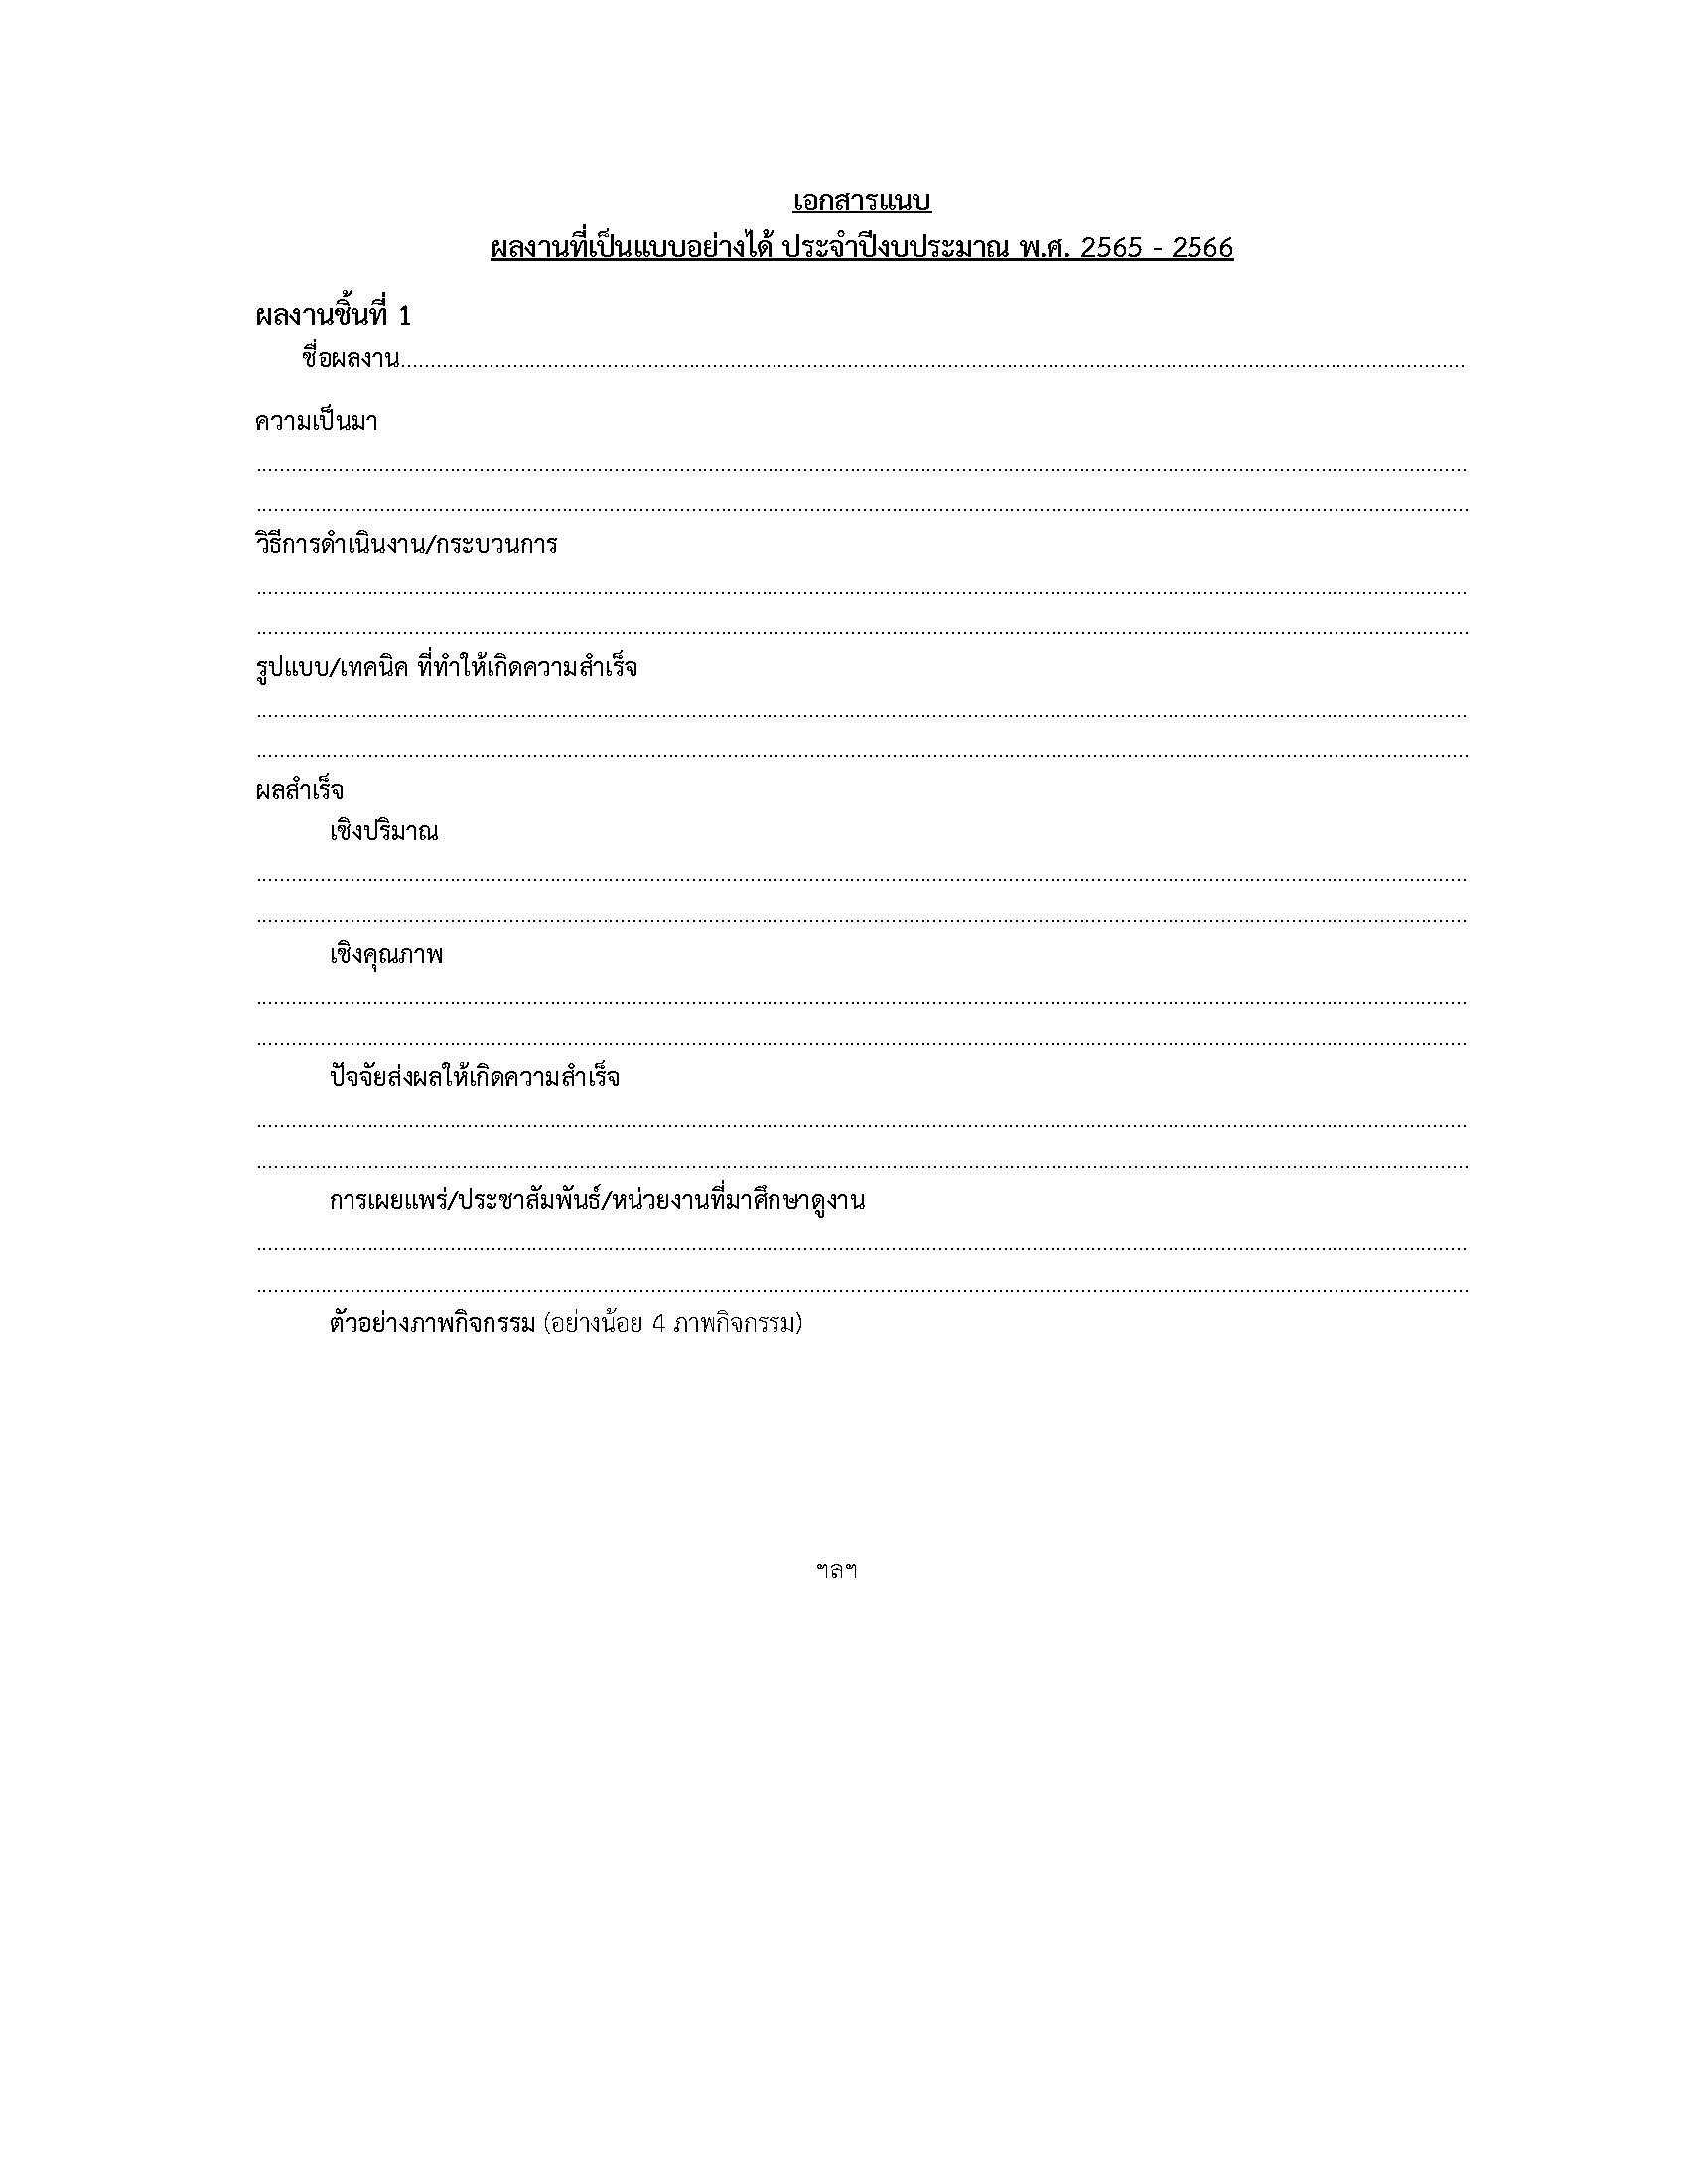 เอกสารแนบ
ผลงานที่เป็นแบบอย่างได้ ประจำปีงบประมาณ พ.ศ. 2565 - 2566
ผลงานชิ้นที่ 1
ชื่อผลงาน........................................................................................................................
ความเป็นมา
........................................................................................................................
........................................................................................................................
วิธีการดำเนินงาน/กระบวนการ
........................................................................................................................
........................................................................................................................
รูปแบบ/เทคนิค ที่ทำให้เกิดความสำเร็จ
........................................................................................................................
........................................................................................................................
ผลสำเร็จ
เชิงปริมาณ
........................................................................................................................
........................................................................................................................
เชิงคุณภาพ
........................................................................................................................
........................................................................................................................
ปัจจัยส่งผลให้เกิดความสำเร็จ
........................................................................................................................
........................................................................................................................
การเผยแพร่/ประชาสัมพันธ์/หน่วยงานที่มาศึกษาดูงาน
........................................................................................................................
........................................................................................................................
ตัวอย่างภาพกิจกรรม (อย่างน้อย 4 ภาพกิจกรรม)
ฯลฯ